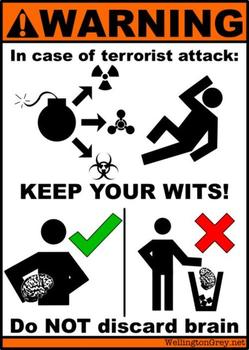 WARNING
In case of terrorist attack:
KEEP YOUR WITS!
Do NOT discard brain
WellingtonGrey.net